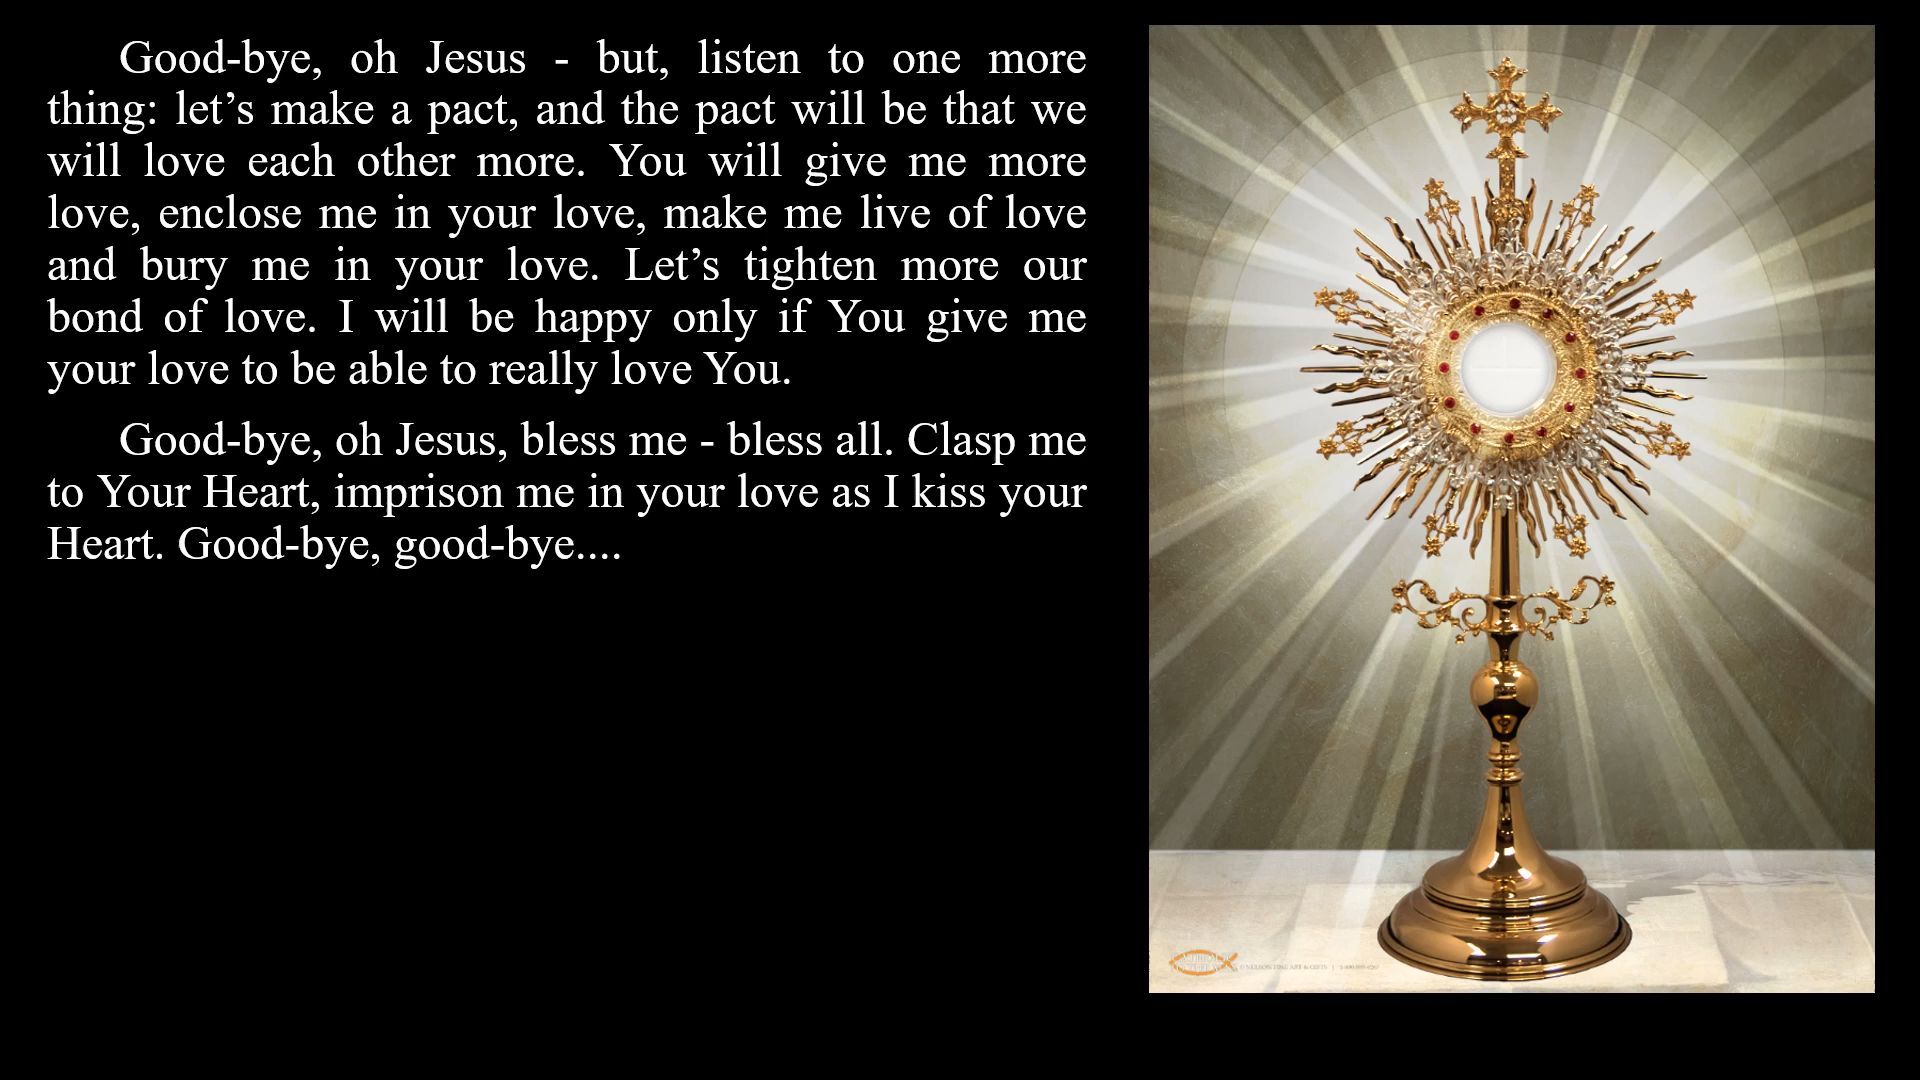 Good-bye, oh Jesus - but, listen to one more
thing: let’s make a pact, and the pact will be that we
will love each other more. You will give me more
love, enclose me in your love, make me live of love
and bury me in your love. Let’s tighten more our
bond of love. I will be happy only if You give me
your love to be able to really love You.
Good-bye, oh Jesus, bless me - bless all. Clasp me
to Your Heart, imprison me in your love as I kiss your
Heart. Good-bye, good-bye....
© NELSON FINE ART & GIFTS |